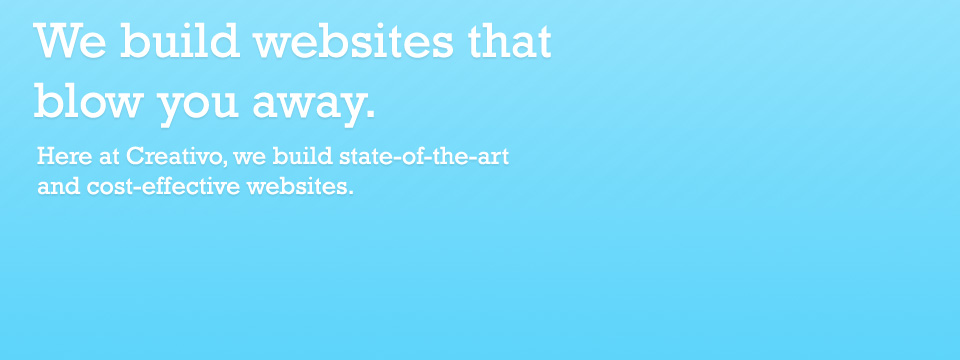 We build websites that
blow you away.
Here at Creativo, we build state-of-the-art
and cost-effective websites.